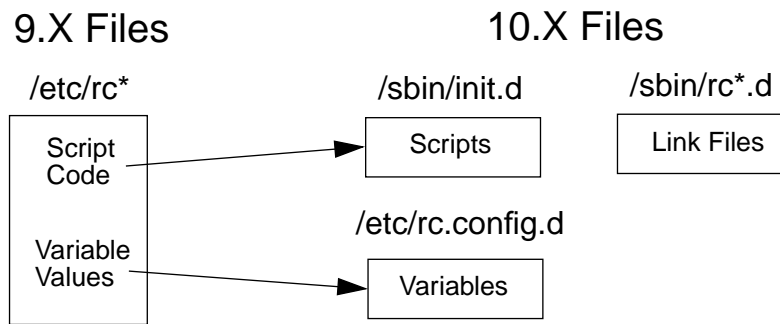 9.X Files 10.X Files
/etc/rc* /sbin/init.d /sbin/rc*.d
Script Code Scripts Link Files
/etc/rc.config.d
Variable Values Variables